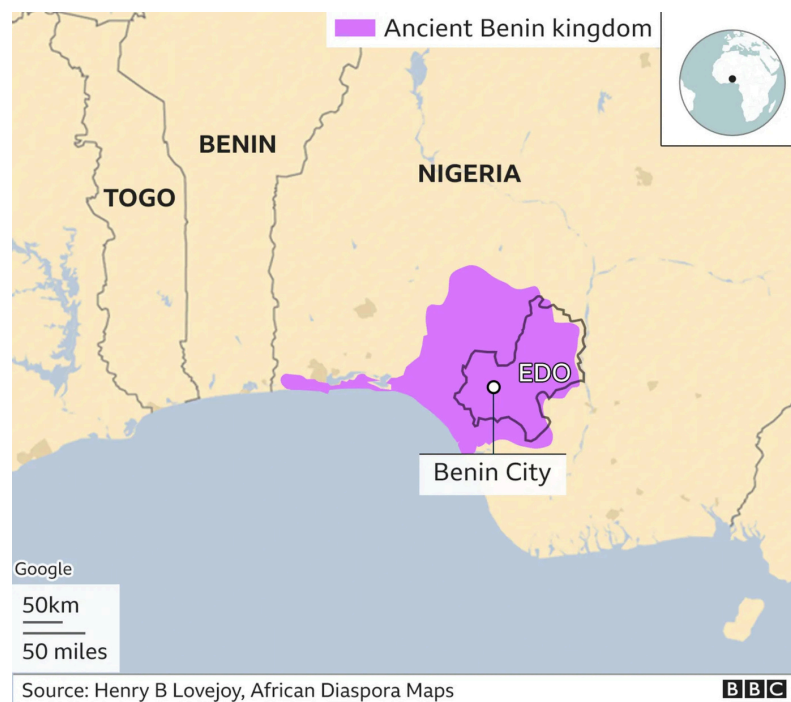 Ancient Benin kingdom
BENIN
NIGERIA
TOGO
EDO
Benin City
Google
50km
50 miles
Source: Henry B Lovejoy, African Diaspora Maps
BBC